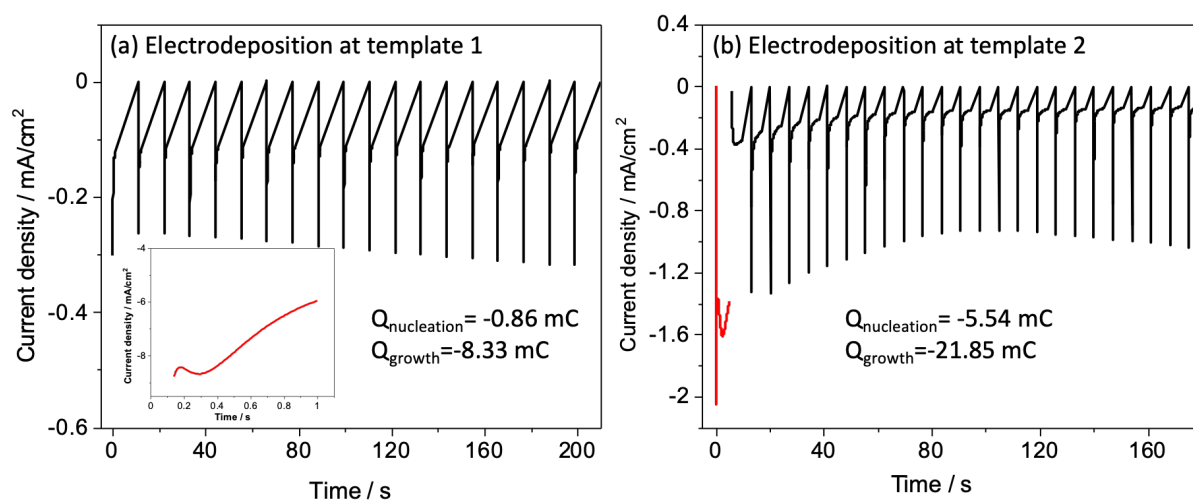 (a) Electrodeposition at template 1
Current density / mA/cm²
0
-0.2
-0.4
-0.6
0 40 80 120 160 200
Time / s
Current density / mA/cm²
-4
-6
-8
0 0.2 0.4 0.6 0.8 1
Time / s
Qnucleation= -0.86 mC
Qgrowth=-8.33 mC
(b) Electrodeposition at template 2
Current density / mA/cm²
0.4
0
-0.4
-0.8
-1.2
-1.6
-2
0 40 80 120 160
Time / s
Qnucleation= -5.54 mC
Qgrowth=-21.85 mC